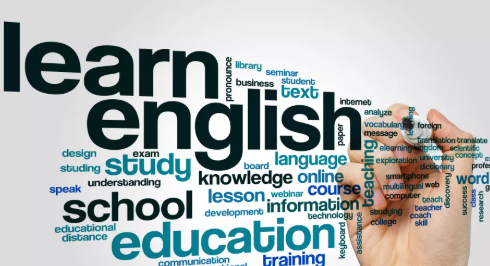 learn
english
pronounce
library
seminar
business
student
text
internet
analyze
vocabulary
foreign
message
paper
learning
translation translate
elearning
scientific
university
concept
exploration
dictionary
design
exam
studing
study
board
language
understanding
knowledge
online
teaching
smartphone
multilingual
web
word
speak
lesson
webinar
course
computer
discovery
success
class
research
school
development
information
technology
studying
college
teach
teacher
coach
skill
educational
distance
education
keyboard
assistance
communication
training